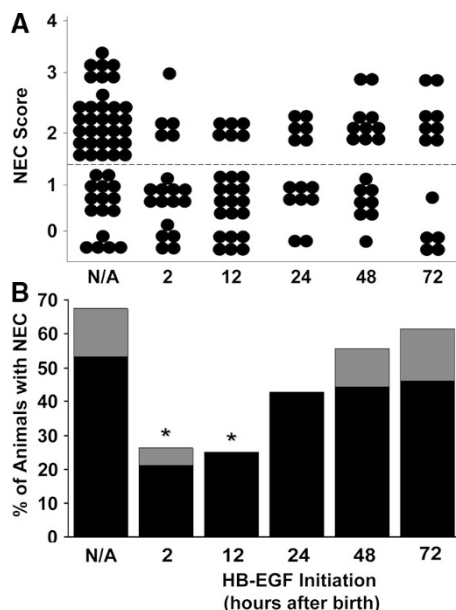 A
NEC Score
4
3
2
1
0
N/A 2 12 24 48 72
B
% of Animals with NEC
70
60
50
40
30
20
10
0
* *
N/A 2 12 24 48 72
HB-EGF Initiation
(hours after birth)